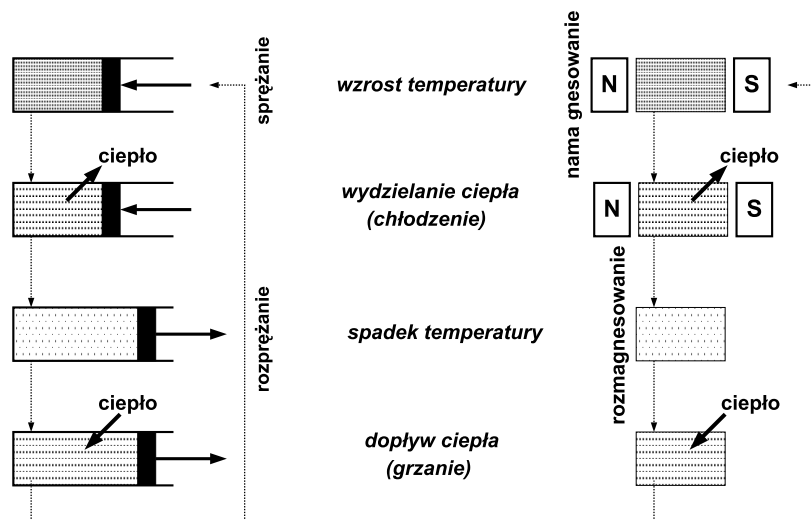 sprężanie
wzrost temperatury
nama gnesowanie
N
S
ciepło
wydzielanie ciepła
(chłodzenie)
ciepło
N
S
rozprężanie
spadek temperatury
rozmagnesowanie
ciepło
dopływ ciepła
(grzanie)
ciepło